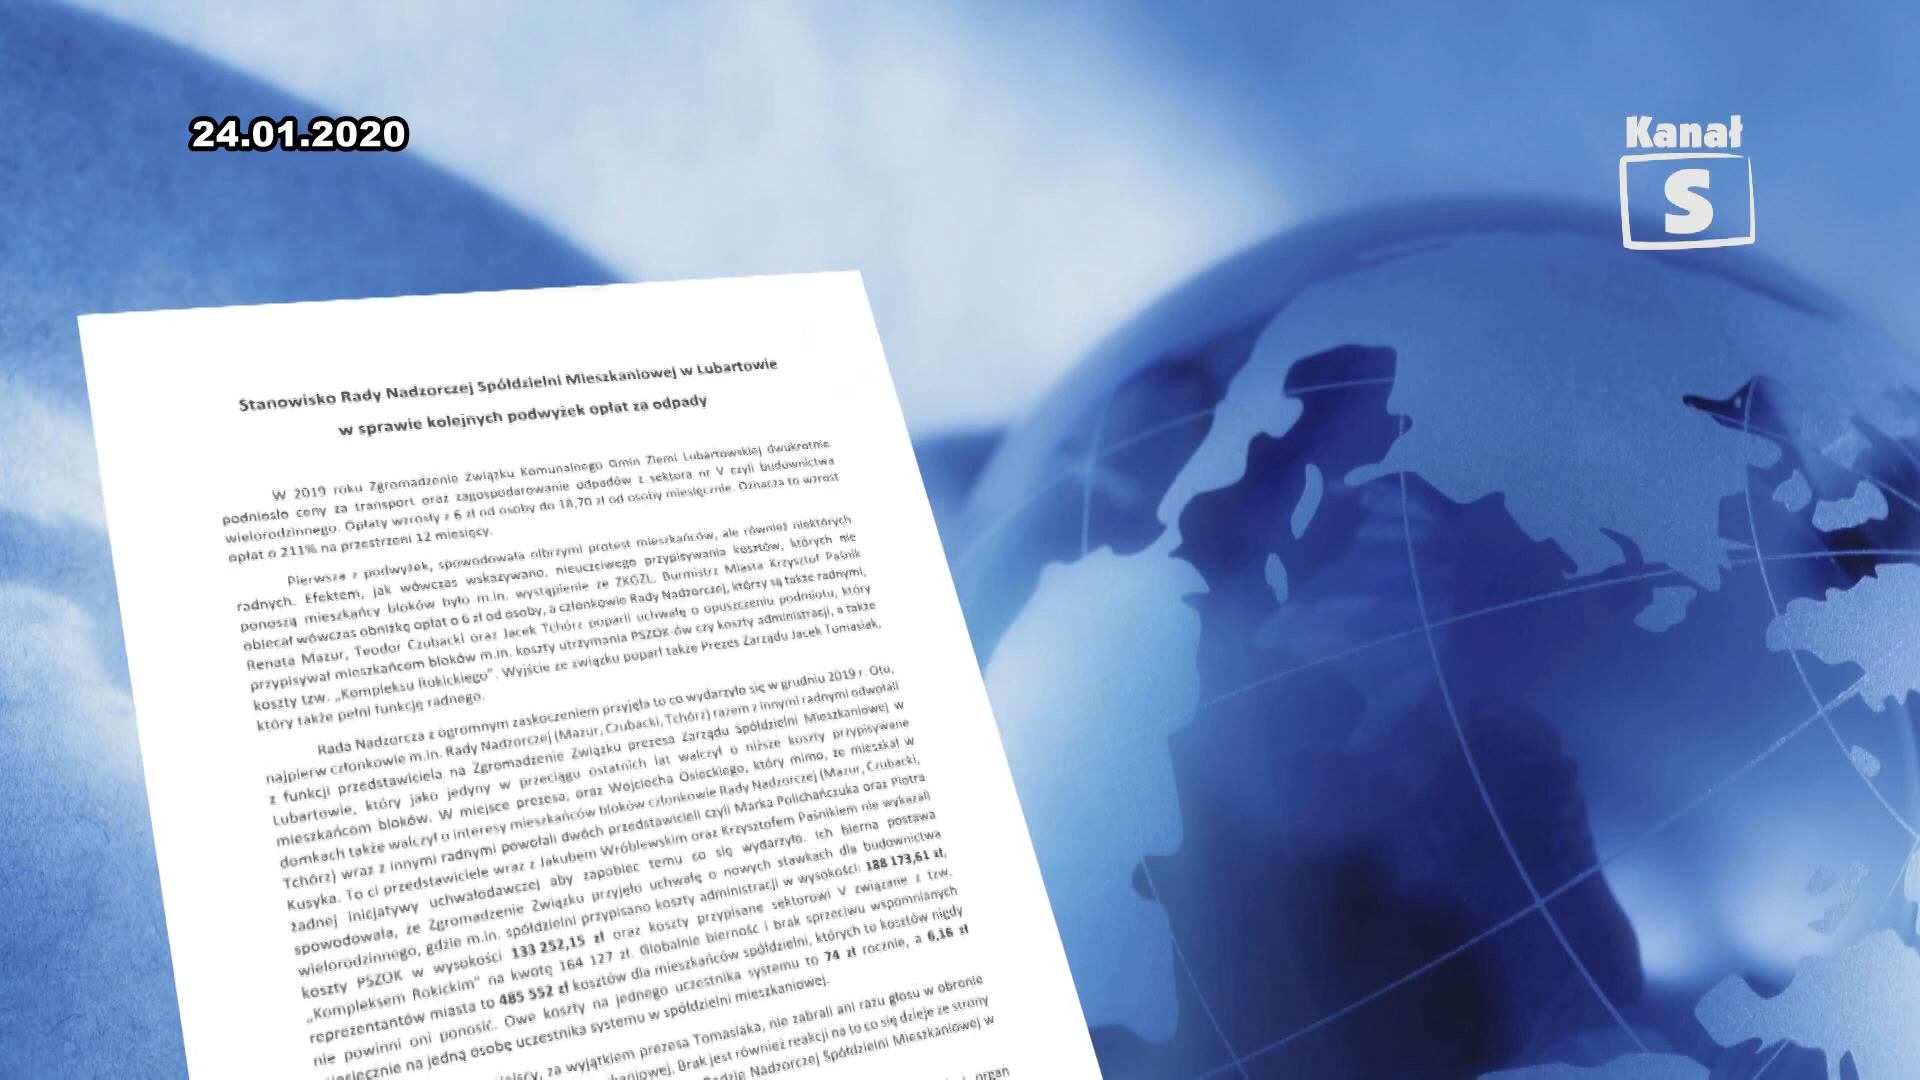 24.01.2020
Kanał
S
Stanowisko Rady Nadzorczej Spółdzielni Mieszkaniowej w Lubartowie
w sprawie kolejnych podwyżek opłat za odpady
W 2019 roku Zgromadzenie Związku Komunalnego Gmin Ziemi Lubartowskiej dwukrotnie
podniosło ceny za transport oraz zagospodarowanie odpadów z sektora nr V czyli budownictwa
wielorodzinnego. Opłaty wzrosły z 6 zł od osoby do 18,70 zł od osoby miesięcznie. Oznacza to wzrost
opłat o 211% na przestrzeni 12 miesięcy.
Pierwsza z podwyżek, spowodowała olbrzymi protest mieszkańców, ale również niektórych
radnych. Efektem, jak wówczas wskazywano, nieuczciwego przypisywania kosztów, których nie
ponoszą mieszkańcy bloków było m.in. wystąpienie ze ZKGZL. Burmistrz Miasta Krzysztof Paśnik
obiecał wówczas obniżkę opłat o 6 zł od osoby, a członkowie Rady Nadzorczej, którzy są także radnymi,
Renata Mazur, Teodor Czubacki oraz Jacek Tchórz poparli uchwałę o opuszczeniu podmiotu, który
przypisywał mieszkańcom bloków m.in. koszty utrzymania PSZOK-ów czy koszty administracji, a także
koszty tzw. „Kompleksu Rokickiego". Wyjście ze związku poparł także Prezes Zarządu Jacek Tomasiak,
który także pełni funkcję radnego.
Rada Nadzorcza z ogromnym zaskoczeniem przyjęła to co wydarzyło się w grudniu 2019 r. Oto,
najpierw członkowie m.in. Rady Nadzorczej (Mazur, Czubacki, Tchórz) razem z innymi radnymi odwołali
z funkcji przedstawiciela na Zgromadzenie Związku prezesa Zarządu Spółdzielni Mieszkaniowej w
Lubartowie, który jako jedyny w przeciągu ostatnich lat walczył o niższe koszty przypisywane
mieszkańcom bloków. W miejsce prezesa, oraz Wojciecha Osieckiego, który mimo, że mieszkał w
domkach także walczył o interesy mieszkańców bloków członkowie Rady Nadzorczej (Mazur, Czubacki,
Tchórz) wraz z innymi radnymi powołali dwóch przedstawicieli czyli Marka Polichańczuka oraz Piotra
Kusyka. To ci przedstawiciele wraz z Jakubem Wróblewskim oraz Krzysztofem Paśnikiem nie wykazali
żadnej inicjatywy uchwałodawczej aby zapobiec temu co się wydarzyło. Ich bierna postawa
spowodowała, że Zgromadzenie Związku przyjęło uchwałę o nowych stawkach dla budownictwa
wielorodzinnego, gdzie m.in. spółdzielni przypisano koszty administracji w wysokości 188 173,61 zł,
koszty PSZOK w wysokości 133 252,15 zł oraz koszty przypisane sektorowi V związane z tzw.
„Kompleksem Rokickim" na kwotę 164 127 zł. Globalnie bierność i brak sprzeciwu wspomnianych
reprezentantów miasta to 485 552 zł kosztów dla mieszkańców spółdzielni, których to kosztów nigdy
nie powinni oni ponosić. Owe koszty na jednego uczestnika systemu to 74 zł rocznie, a 6,16 zł
miesięcznie na jedną osobę uczestnika systemu w spółdzielni mieszkaniowej.
za wyjątkiem prezesa Tomasiaka, nie zabrali ani razu głosu w obronie
Brak jest również reakcji na to co się dzieje ze strony
Radzie Nadzorczej Spółdzielni Mieszkaniowej w
organ